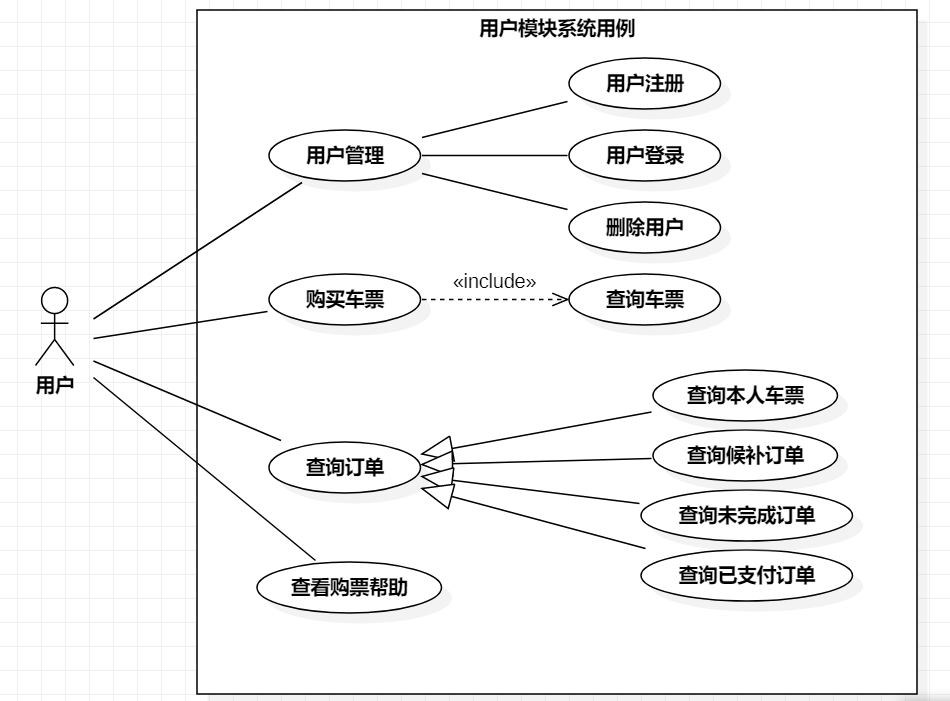 用户模块系统用例
用户注册
用户管理
用户登录
删除用户
«include»
购买车票
查询车票
用户
查询本人车票
查询候补订单
查询订单
查询未完成订单
查询已支付订单
查看购票帮助